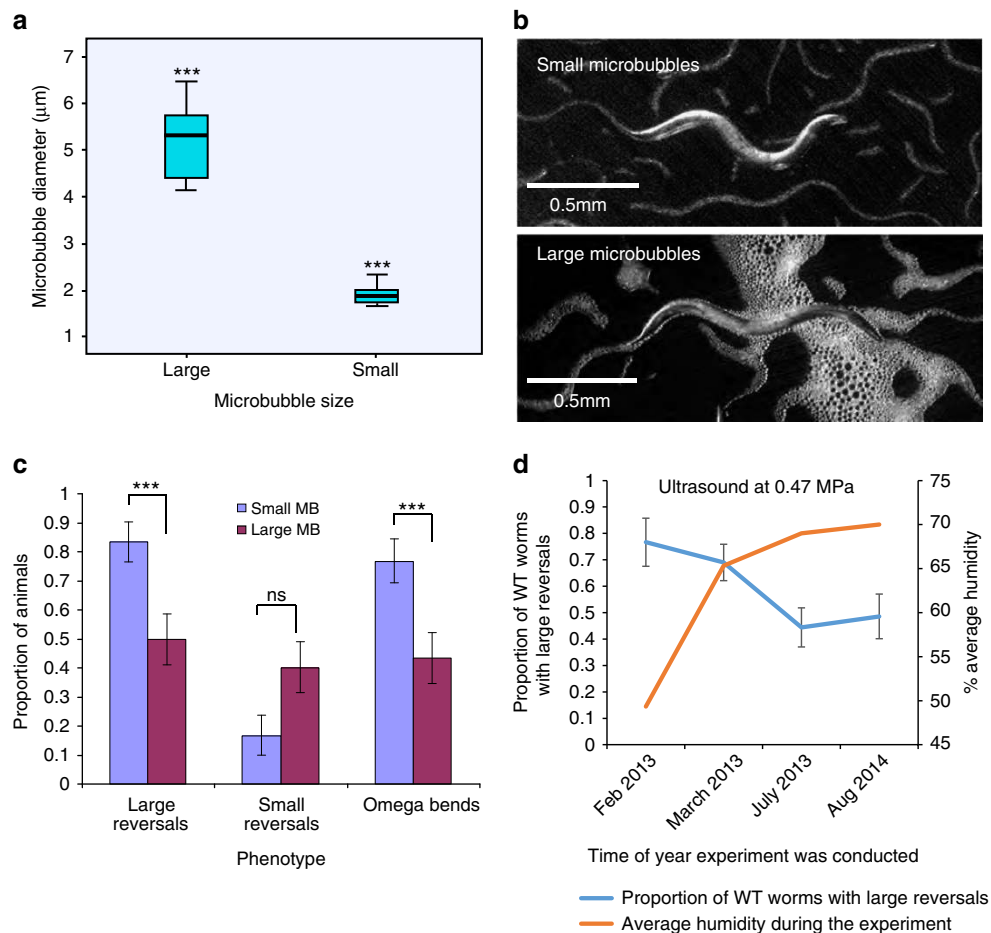 a
7
6
5
4
3
2
1
Microbubble diameter (μm)
***
***
Large
Small
Microbubble size
b
Small microbubbles
0.5mm
Large microbubbles
0.5mm
c
1
0.9
0.8
0.7
0.6
0.5
0.4
0.3
0.2
0.1
0
Proportion of animals
***
Small MB
Large MB
ns
***
Large
reversals
Small
reversals
Omega bends
Phenotype
d
Ultrasound at 0.47 MPa
1
0.9
0.8
0.7
0.6
0.5
0.4
0.3
0.2
0.1
0
Proportion of WT worms
with large reversals
75
70
65
60
55
50
45
% average humidity
Feb 2013
March 2013
July 2013
Aug 2014
Time of year experiment was conducted
Proportion of WT worms with large reversals
Average humidity during the experiment